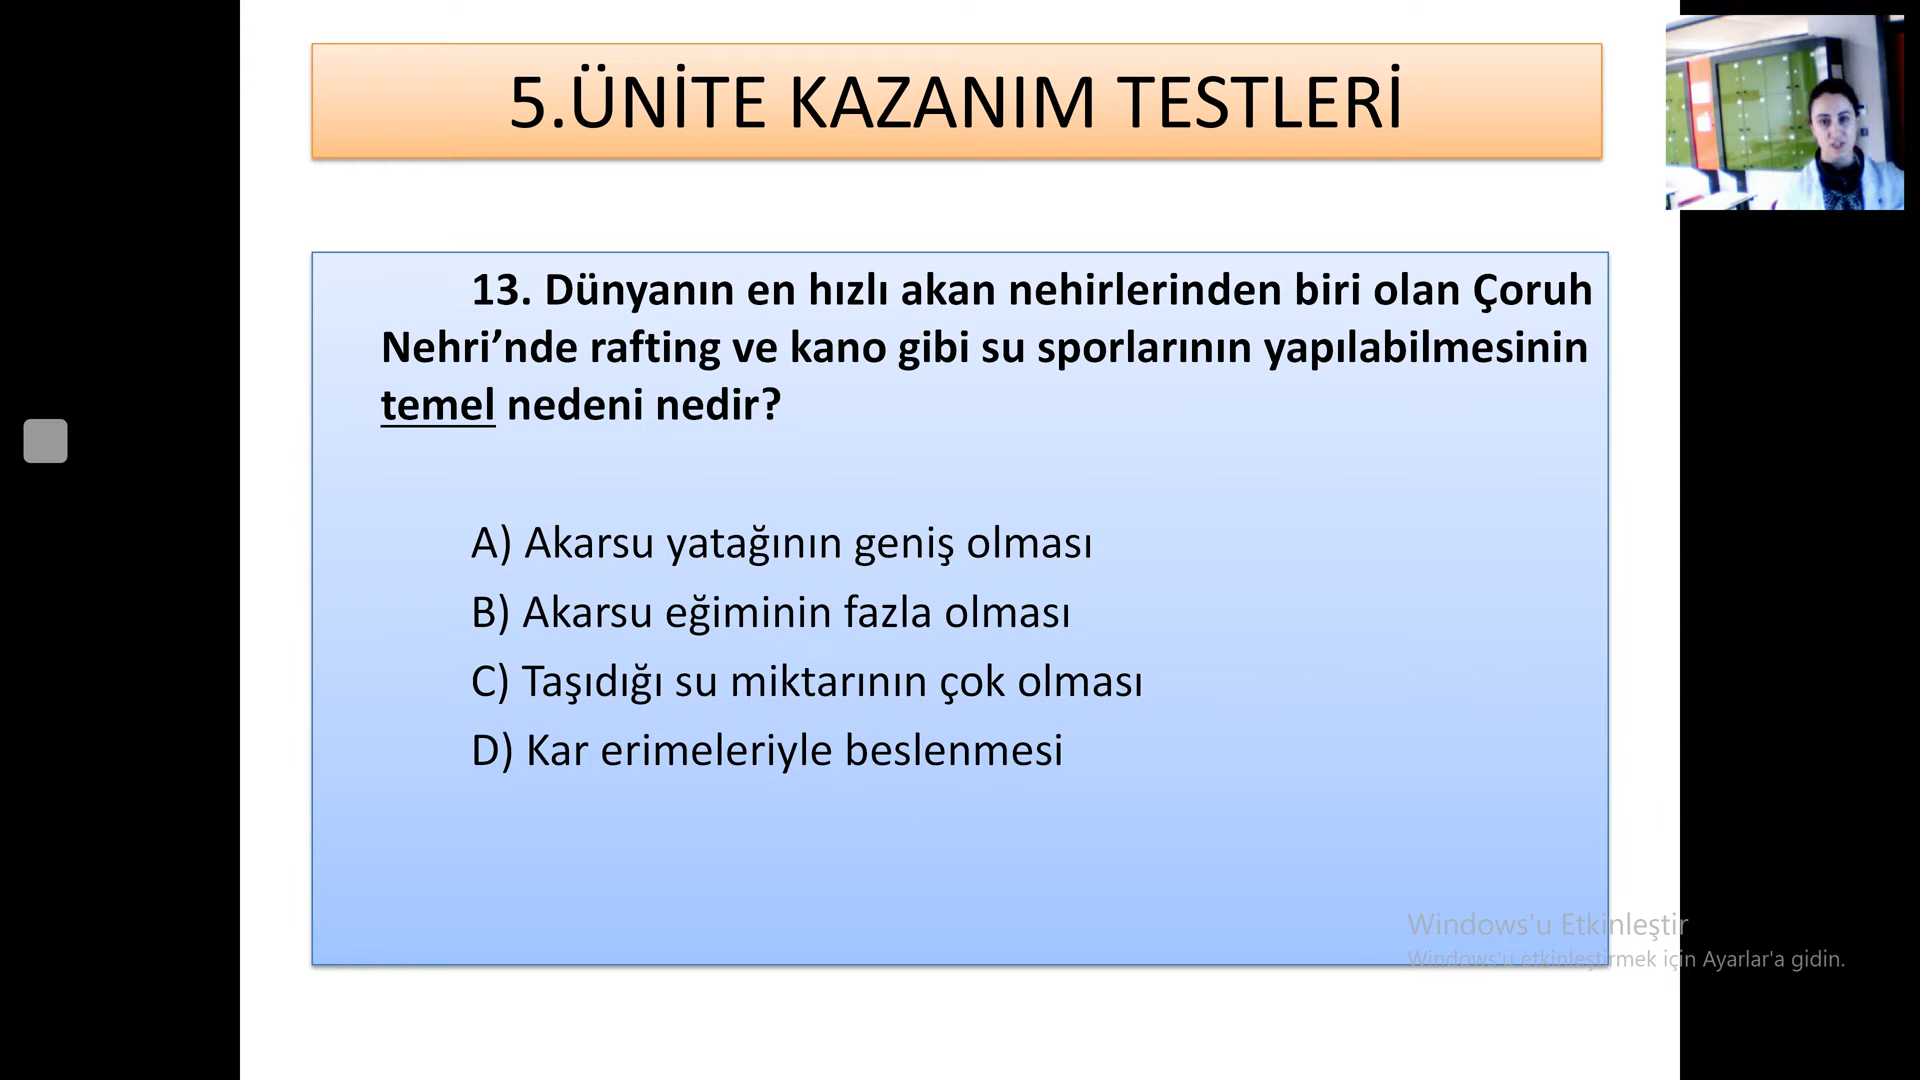 5.ÜNİTE KAZANIM TESTLERİ
13. Dünyanın en hızlı akan nehirlerinden biri olan Çoruh
Nehri’nde rafting ve kano gibi su sporlarının yapılabilmesinin
temel nedeni nedir?
A) Akarsu yatağının geniş olması
B) Akarsu eğiminin fazla olması
C) Taşıdığı su miktarının çok olması
D) Kar erimeleriyle beslenmesi
Windows'u Etkinleştir
Windows'u etkinleştirmek için Ayarlar'a gidin.